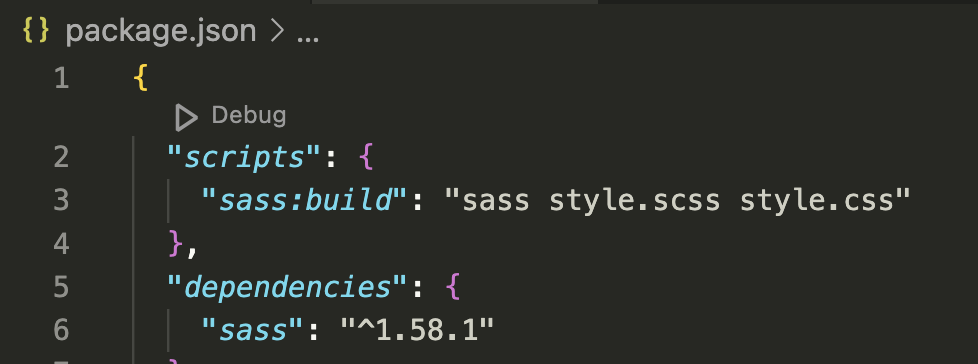 {} package.json > ...
1 {
Debug
2 "scripts": {
3 "sass:build": "sass style.scss style.css"
4 },
5 "dependencies": {
6 "sass": "^1.58.1"